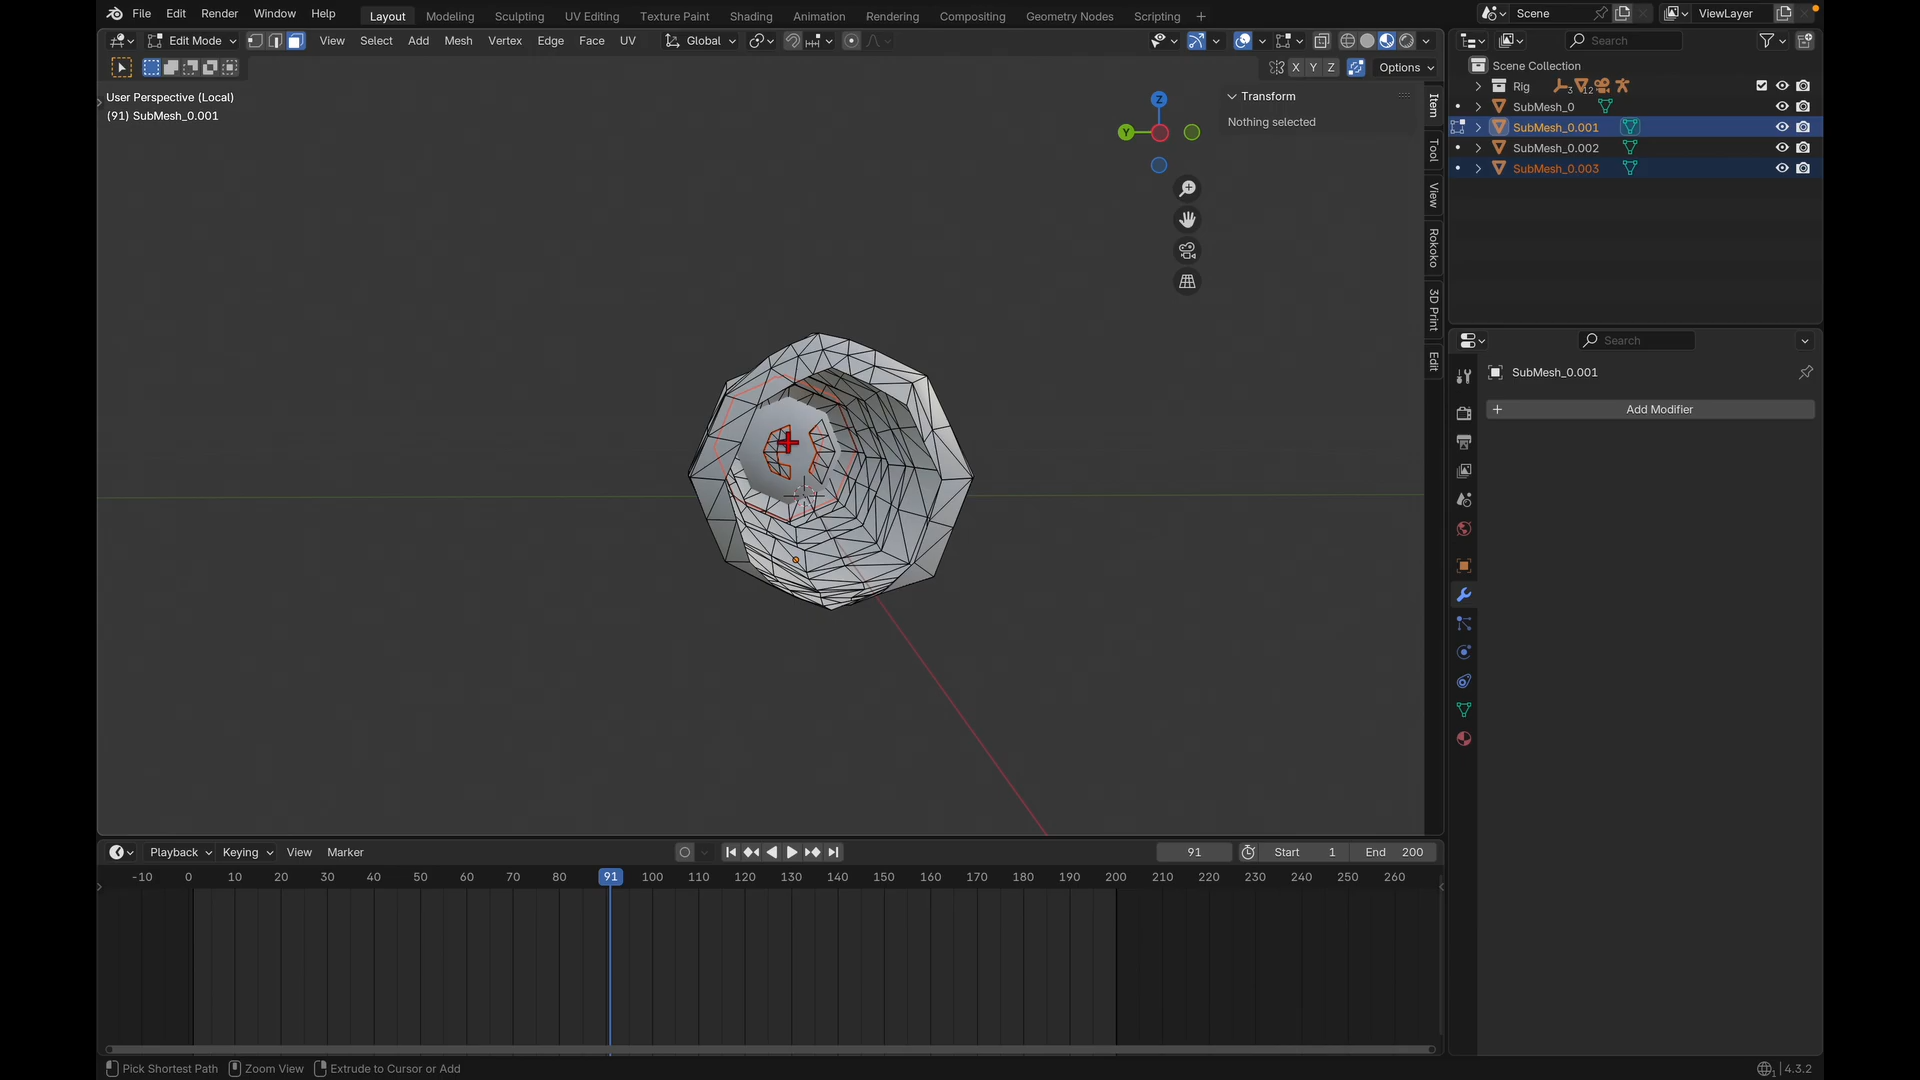 File Edit Render Window Help Layout Modeling Sculpting UV Editing Texture Paint Shading Animation Rendering Compositing Geometry Nodes Scripting + Scene ViewLayer
Edit Mode View Select Add Mesh Vertex Edge Face UV Global Search
X Y Z Options
User Perspective (Local)
(91) SubMesh_0.001
Z
Y
Transform
Nothing selected
Item
Tool
View
Rokoko
3D Print
Edit
Scene Collection
Rig 3 12
SubMesh_0
SubMesh_0.001
SubMesh_0.002
SubMesh_0.003
Search
SubMesh_0.001
+ Add Modifier
Playback Keying View Marker 91 Start 1 End 200
-10 0 10 20 30 40 50 60 70 80 91 100 110 120 130 140 150 160 170 180 190 200 210 220 230 240 250 260
Pick Shortest Path Zoom View Extrude to Cursor or Add 1 4.3.2